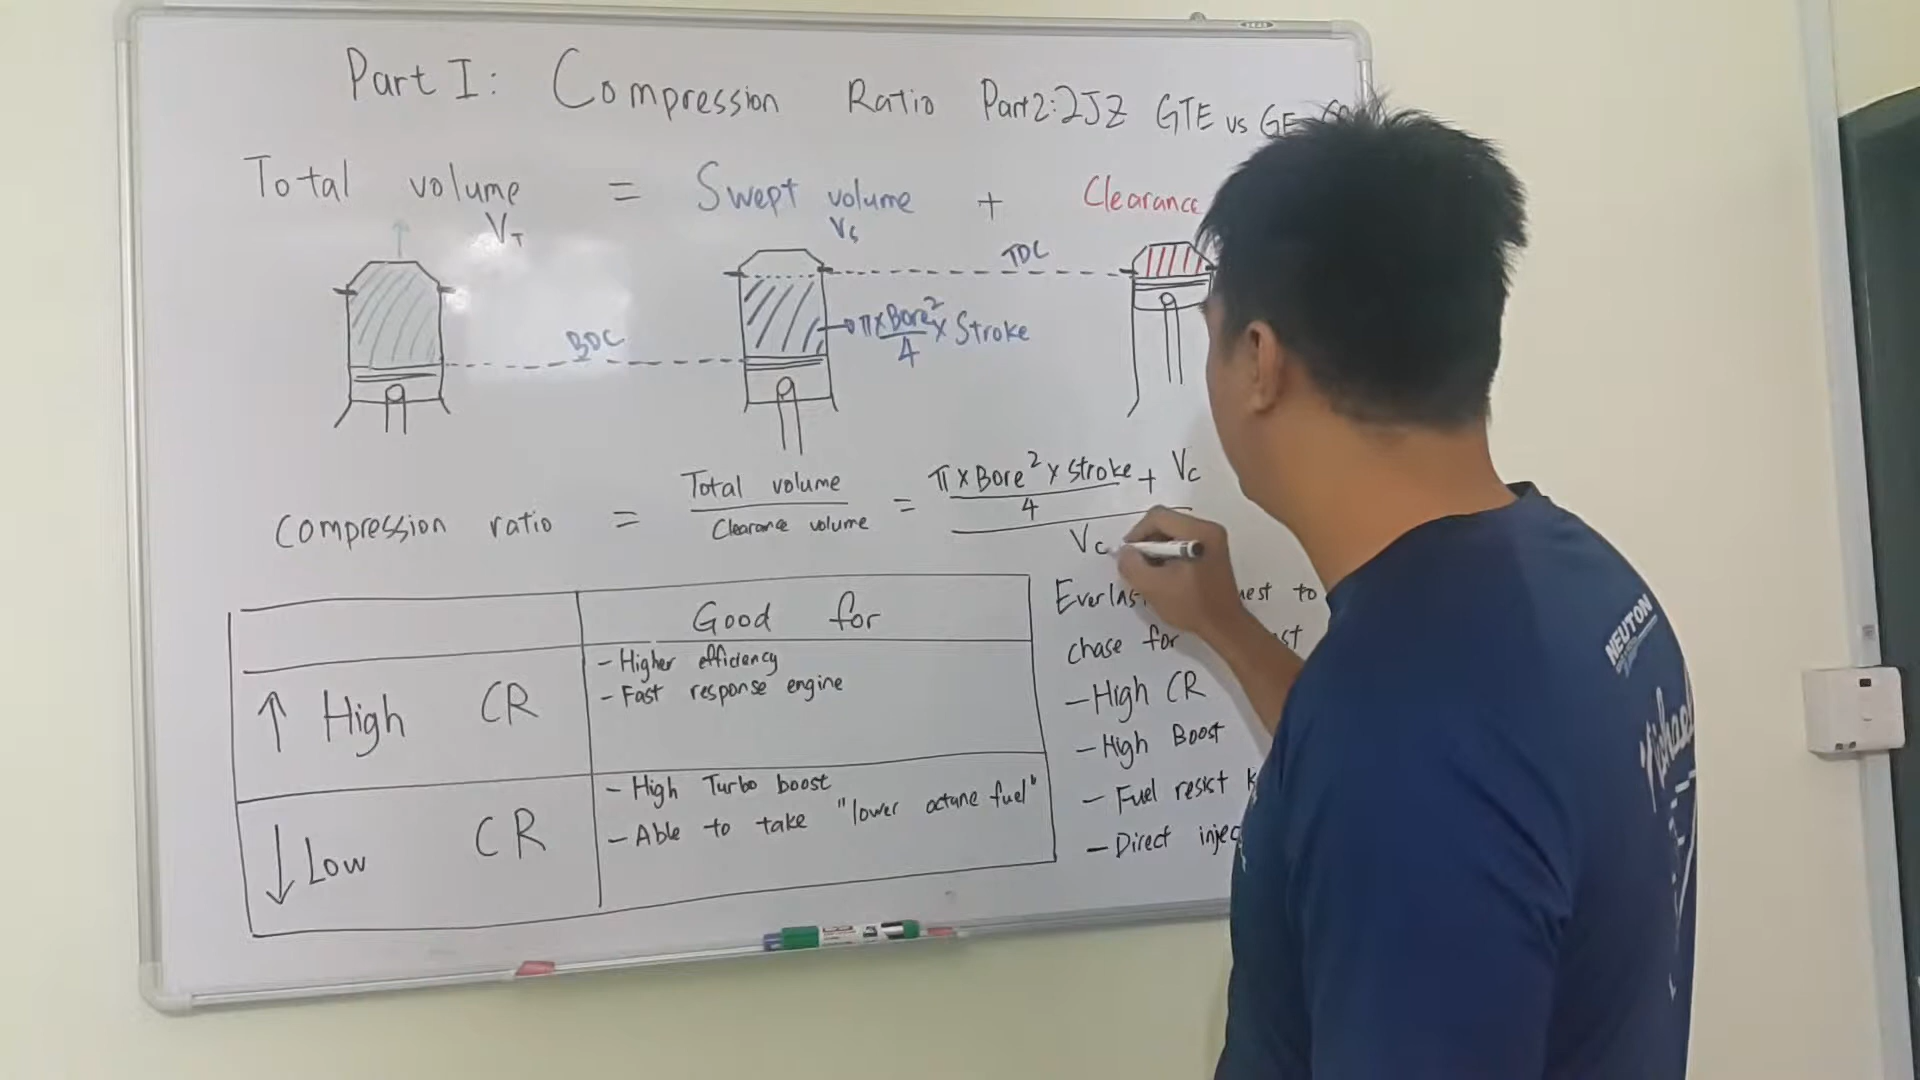 Part I: Compression Ratio Part2: 2JZ GTE vs GE
Total volume = Swept volume + Clearance
VT
Vs
TDC
BDC
π x Bore² x Stroke
4
Compression ratio = Total volume = π x Bore² x Stroke + Vc
Clearance volume
4
Vc
Good for
↑ High CR
- Higher efficiency
- Fast response engine
↓ Low CR
- High Turbo boost
- Able to take "lower octane fuel"
to
chase for
- High CR
- High Boost
- Fuel resist
- Direct
NEUTON